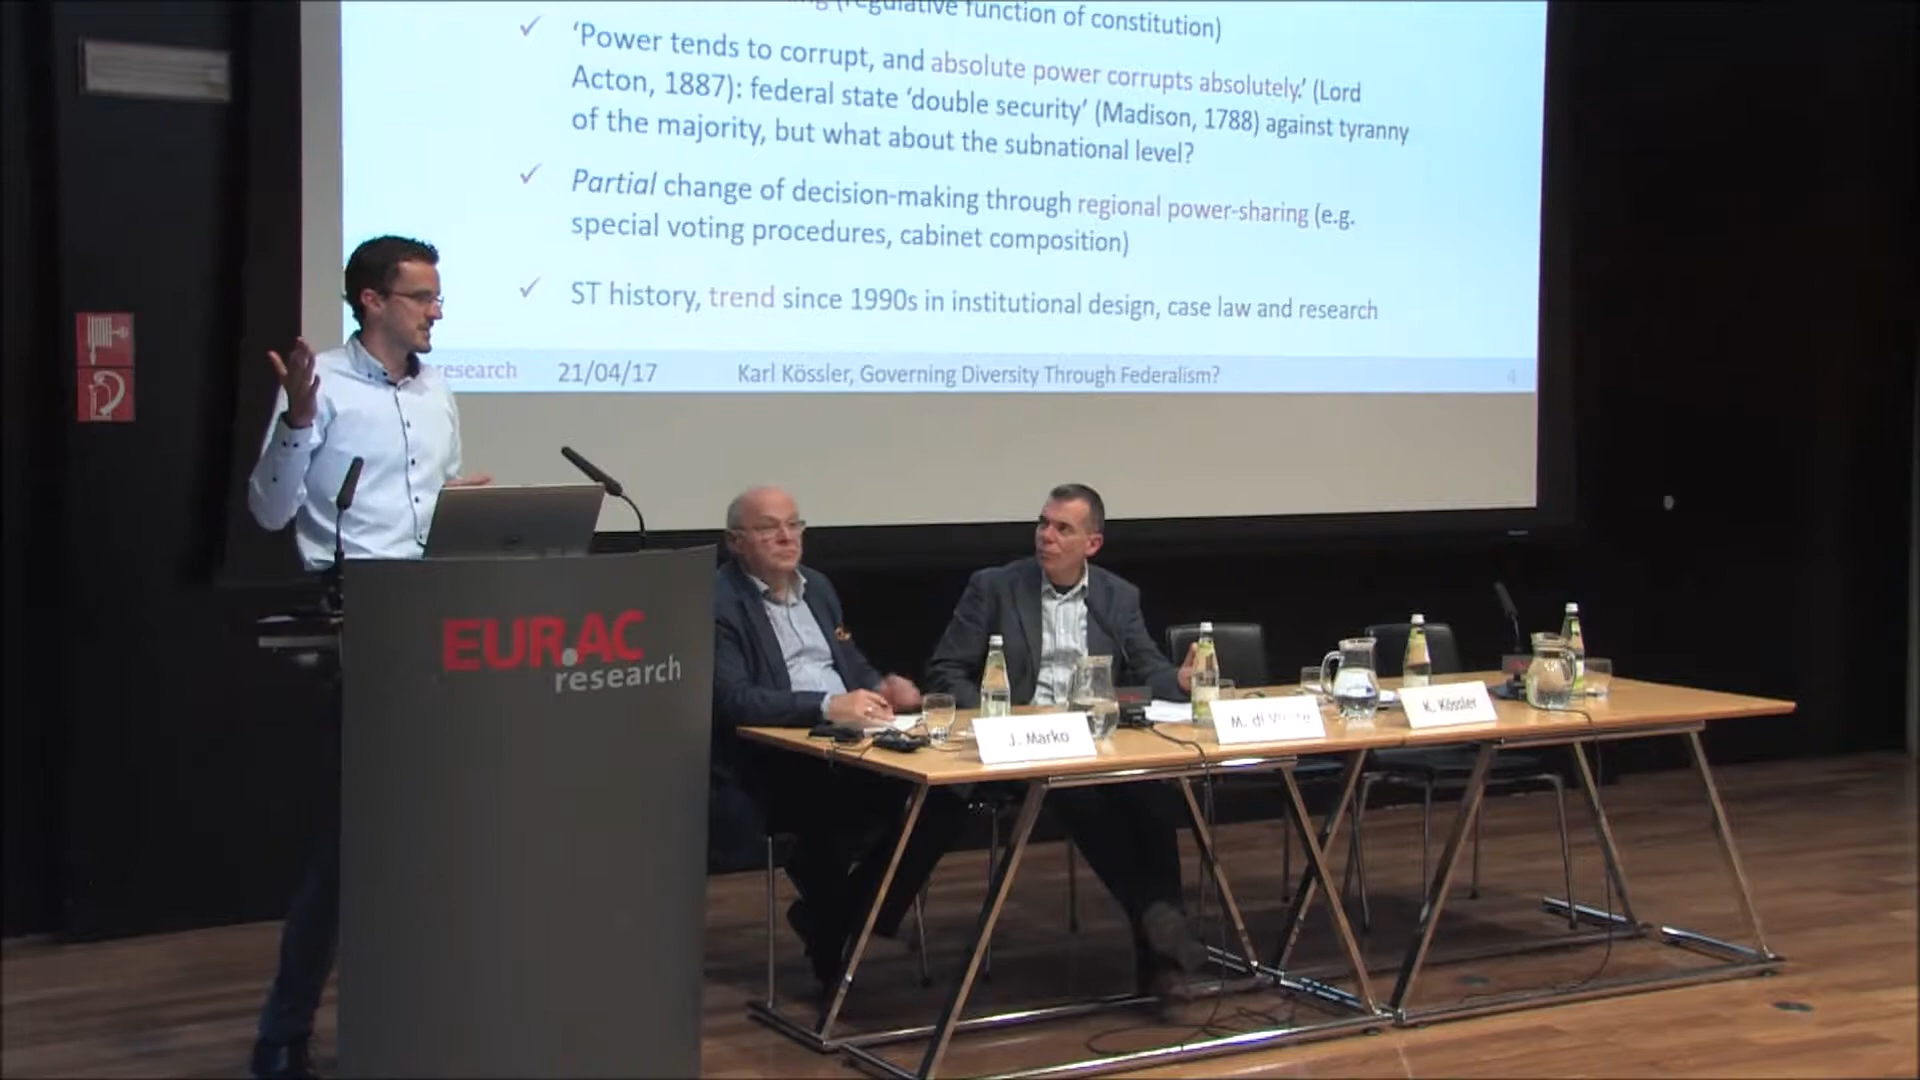 (regulative function of constitution)
✓ ‘Power tends to corrupt, and absolute power corrupts absolutely.’ (Lord
Acton, 1887): federal state ‘double security’ (Madison, 1788) against tyranny
of the majority, but what about the subnational level?
✓ Partial change of decision-making through regional power-sharing (e.g.
special voting procedures, cabinet composition)
✓ ST history, trend since 1990s in institutional design, case law and research
research 21/04/17 Karl Kössler, Governing Diversity Through Federalism? 4
EURAC
research
J. Marko
M. di
K. Kössler